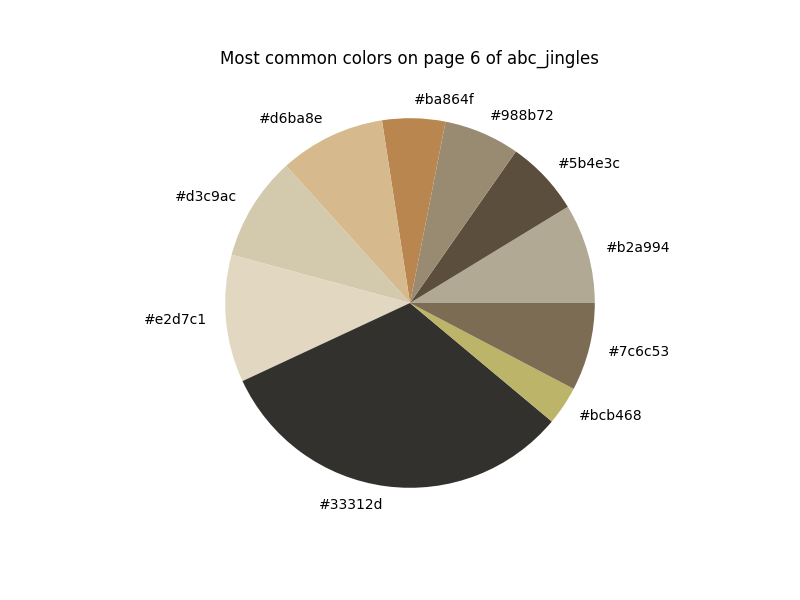 Most common colors on page 6 of abc_jingles
#ba864f
#988b72
#d6ba8e
#5b4e3c
#d3c9ac
#b2a994
#e2d7c1
#7c6c53
#bcb468
#33312d